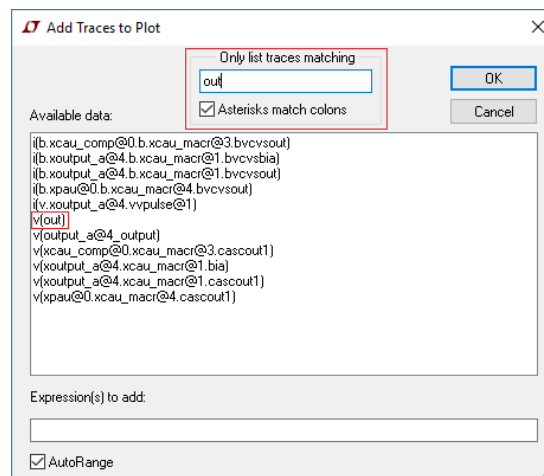 Add Traces to Plot
Only list traces matching
out
Asterisks match colons
OK
Cancel
Available data:
i(b.xcau_comp@0.b.xcau_macr@3.bvcvsout)
i(b.xoutput_a@4.b.xcau_macr@1.bvcvsbia)
i(b.xoutput_a@4.b.xcau_macr@1.bvcvsout)
i(b.xpau@0.b.xcau_macr@4.bvcvsout)
i(v.xoutput_a@4.vvpulse@1)
v(out)
v(output_a@4_output)
v(xcau_comp@0.xcau_macr@3.cascout1)
v(xoutput_a@4.xcau_macr@1.bia)
v(xoutput_a@4.xcau_macr@1.cascout1)
v(xpau@0.xcau_macr@4.cascout1)
Expression(s) to add:
AutoRange